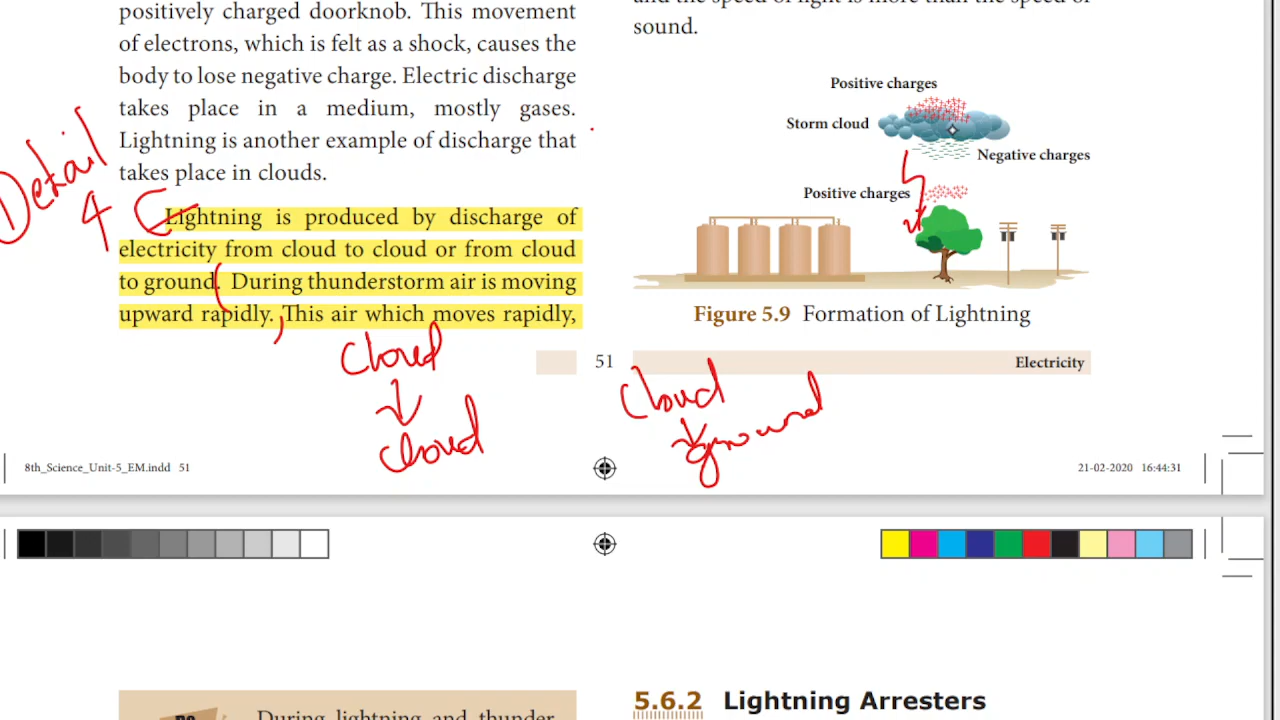 positively charged doorknob. This movement
of electrons, which is felt as a shock, causes the
body to lose negative charge. Electric discharge
takes place in a medium, mostly gases.
Lightning is another example of discharge that
takes place in clouds.
Detail
4
Lightning is produced by discharge of
electricity from cloud to cloud or from cloud
to ground. During thunderstorm air is moving
upward rapidly. This air which moves rapidly,
cloud
cloud
and the speed of light is more than the speed of
sound.
Positive charges
Storm cloud
Negative charges
Positive charges
Figure 5.9 Formation of Lightning
51
Electricity
cloud
ground
8th_Science_Unit-5_EM.indd 51
21-02-2020 16:44:31
During lightning and thunder
5.6.2 Lightning Arresters